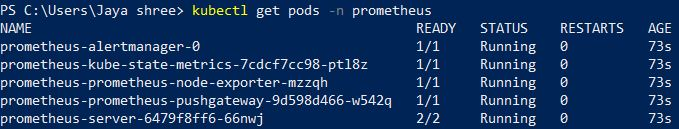 PS C:\Users\Jaya shree> kubectl get pods -n prometheus
NAME READY STATUS RESTARTS AGE
prometheus-alertmanager-0 1/1 Running 0 73s
prometheus-kube-state-metrics-7cdcf7cc98-ptl8z 1/1 Running 0 73s
prometheus-prometheus-node-exporter-mzzqh 1/1 Running 0 73s
prometheus-prometheus-pushgateway-9d598d466-w542q 1/1 Running 0 73s
prometheus-server-6479f8ff6-66nwj 2/2 Running 0 73s